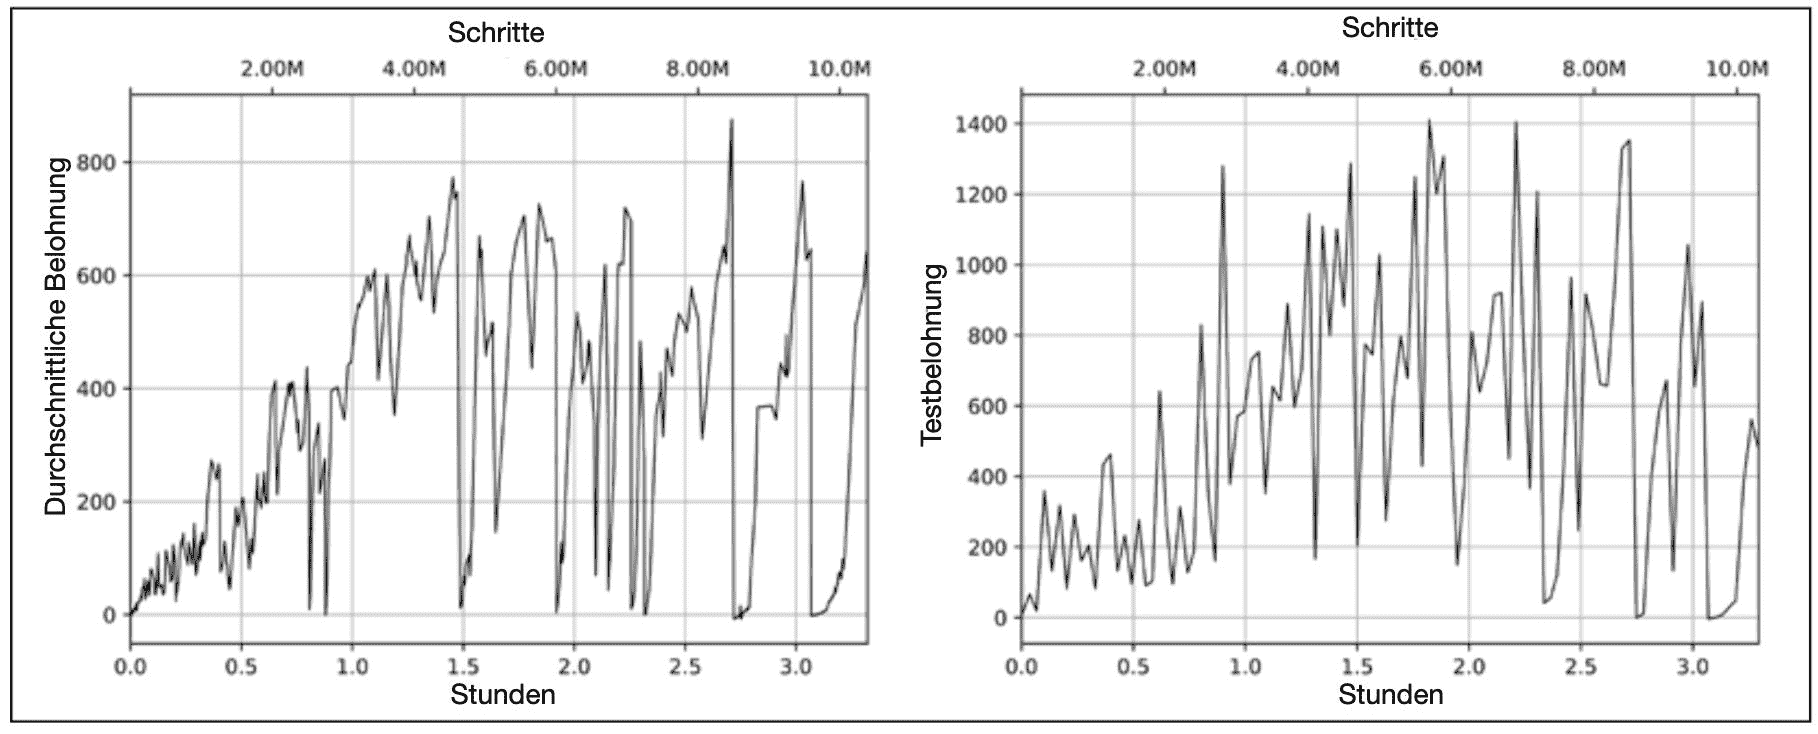 Schritte
2.00M 4.00M 6.00M 8.00M 10.0M
Durchschnittliche Belohnung
800
600
400
200
0
0.0 0.5 1.0 1.5 2.0 2.5 3.0
Stunden
Schritte
2.00M 4.00M 6.00M 8.00M 10.0M
Testbelohnung
1400
1200
1000
800
600
400
200
0
0.0 0.5 1.0 1.5 2.0 2.5 3.0
Stunden